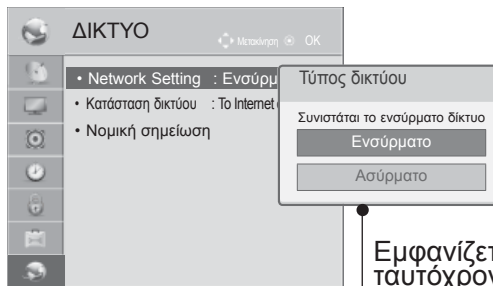 ΔΙΚΤΥΟ
Μετακίνηση OK
• Network Setting : Ενσύρμ
• Κατάσταση δικτύου : Το Internet
• Νομική σημείωση
Τύπος δικτύου
Συνιστάται το ενσύρματο δίκτυο
Ενσύρματο
Ασύρματο
Εμφανίζετ
ταυτόχρον